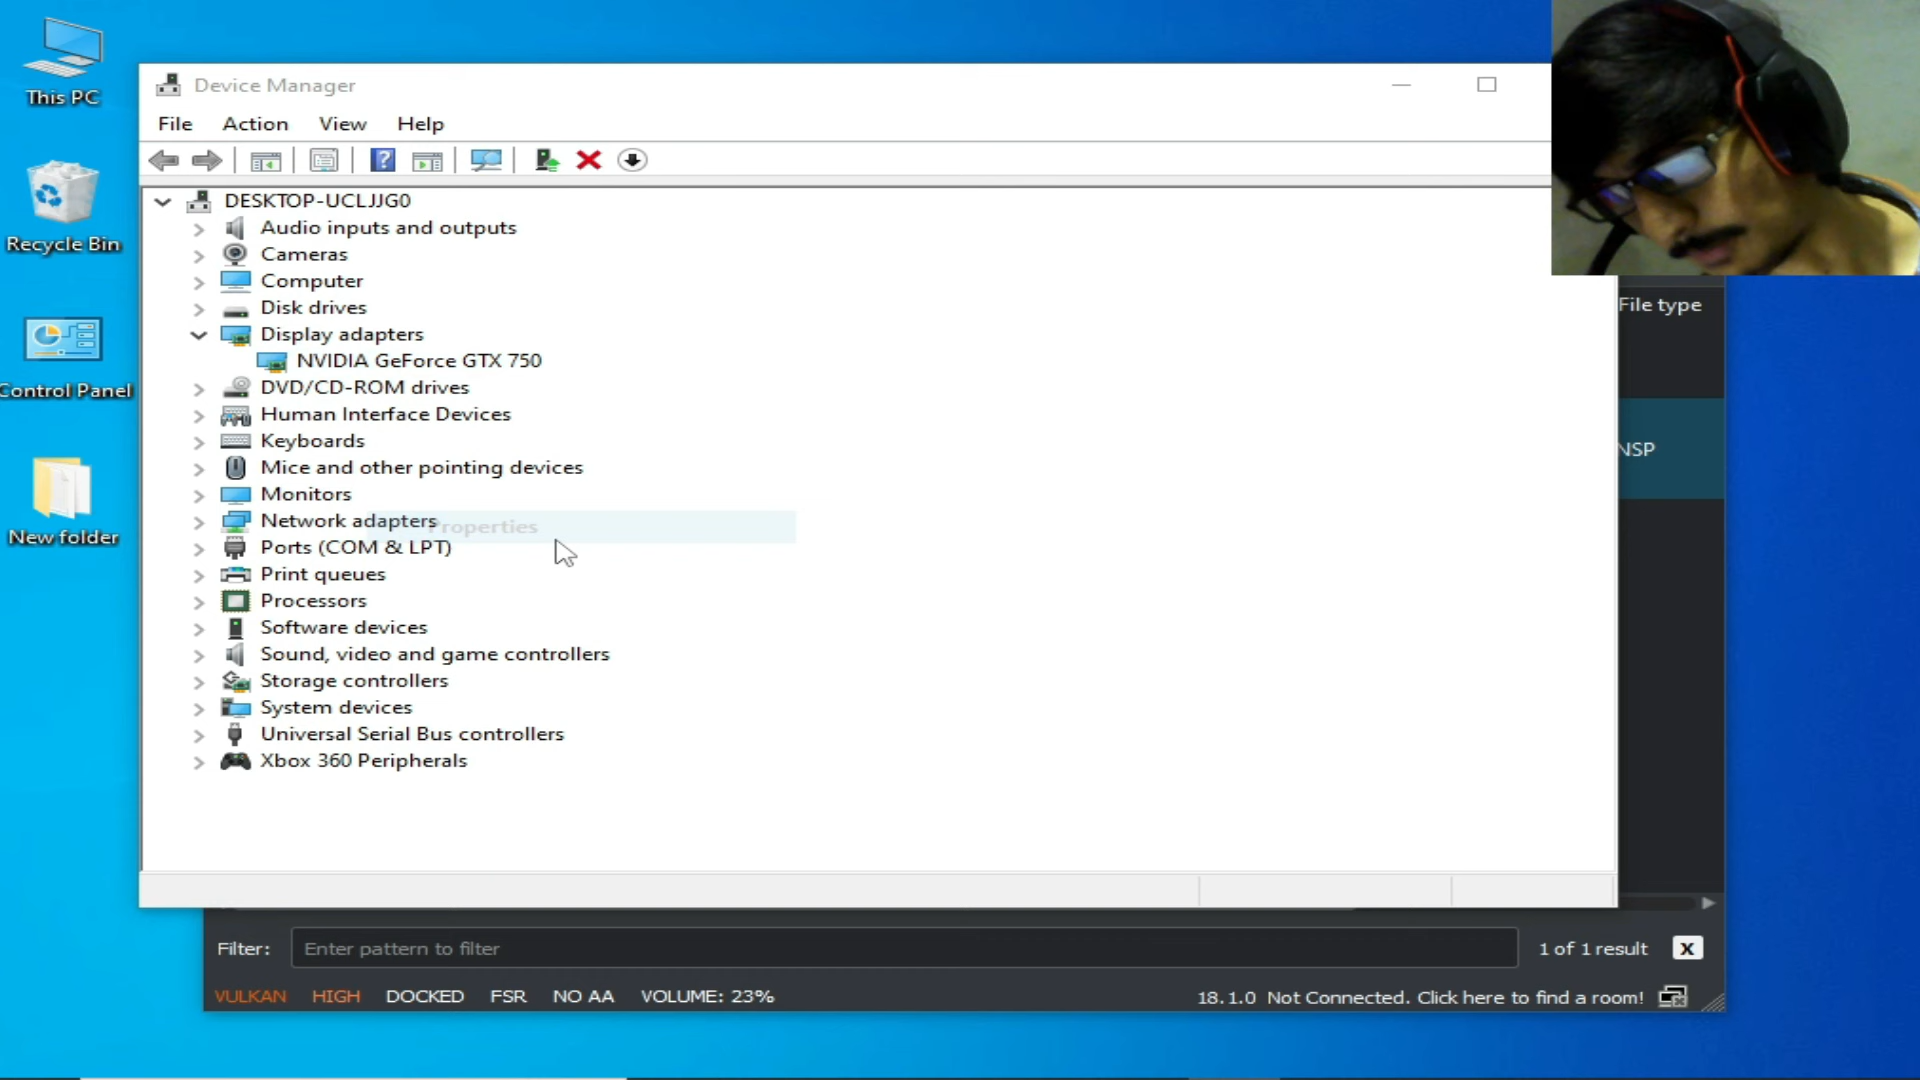 This PC
Recycle Bin
Control Panel
New folder
Device Manager
File Action View Help
DESKTOP-UCLJJG0
Audio inputs and outputs
Cameras
Computer
Disk drives
Display adapters
NVIDIA GeForce GTX 750
DVD/CD-ROM drives
Human Interface Devices
Keyboards
Mice and other pointing devices
Monitors
Network adapters
Properties
Ports (COM & LPT)
Print queues
Processors
Software devices
Sound, video and game controllers
Storage controllers
System devices
Universal Serial Bus controllers
Xbox 360 Peripherals
File type
NSP
Filter: Enter pattern to filter 1 of 1 result X
VULKAN HIGH DOCKED FSR NO AA VOLUME: 23% 18.1.0 Not Connected. Click here to find a room!